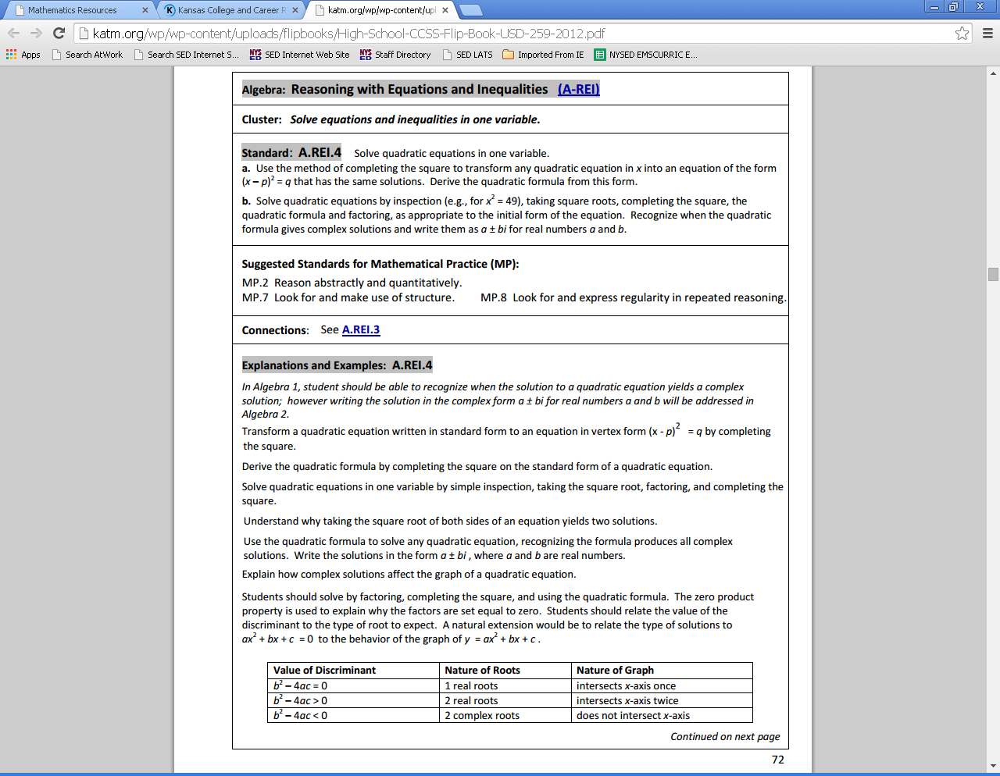 Mathematics Resources
Kansas College and Career R
katm.org/wp/wp-content/upl
katm.org/wp/wp-content/uploads/flipbooks/High-School-CCSS-Flip-Book-USD-259-2012.pdf
Apps Search AtWork Search SED Internet S... NYS ED SED Internet Web Site NYS ED Staff Directory SED LATS Imported From IE NYSED EMSCURRIC E...
Algebra: Reasoning with Equations and Inequalities (A-REI)
Cluster: Solve equations and inequalities in one variable.
Standard: A.REI.4 Solve quadratic equations in one variable.
a. Use the method of completing the square to transform any quadratic equation in x into an equation of the form
(x – p)² = q that has the same solutions. Derive the quadratic formula from this form.
b. Solve quadratic equations by inspection (e.g., for x² = 49), taking square roots, completing the square, the
quadratic formula and factoring, as appropriate to the initial form of the equation. Recognize when the quadratic
formula gives complex solutions and write them as a ± bi for real numbers a and b.
Suggested Standards for Mathematical Practice (MP):
MP.2 Reason abstractly and quantitatively.
MP.7 Look for and make use of structure. MP.8 Look for and express regularity in repeated reasoning.
Connections: See A.REI.3
Explanations and Examples: A.REI.4
In Algebra 1, student should be able to recognize when the solution to a quadratic equation yields a complex
solution; however writing the solution in the complex form a ± bi for real numbers a and b will be addressed in
Algebra 2.
Transform a quadratic equation written in standard form to an equation in vertex form (x - p)² = q by completing
the square.
Derive the quadratic formula by completing the square on the standard form of a quadratic equation.
Solve quadratic equations in one variable by simple inspection, taking the square root, factoring, and completing the
square.
Understand why taking the square root of both sides of an equation yields two solutions.
Use the quadratic formula to solve any quadratic equation, recognizing the formula produces all complex
solutions. Write the solutions in the form a ± bi , where a and b are real numbers.
Explain how complex solutions affect the graph of a quadratic equation.
Students should solve by factoring, completing the square, and using the quadratic formula. The zero product
property is used to explain why the factors are set equal to zero. Students should relate the value of the
discriminant to the type of root to expect. A natural extension would be to relate the type of solutions to
ax² + bx + c = 0 to the behavior of the graph of y = ax² + bx + c .
Value of Discriminant Nature of Roots Nature of Graph
b² – 4ac = 0 1 real roots intersects x-axis once
b² – 4ac > 0 2 real roots intersects x-axis twice
b² – 4ac < 0 2 complex roots does not intersect x-axis
Continued on next page
72